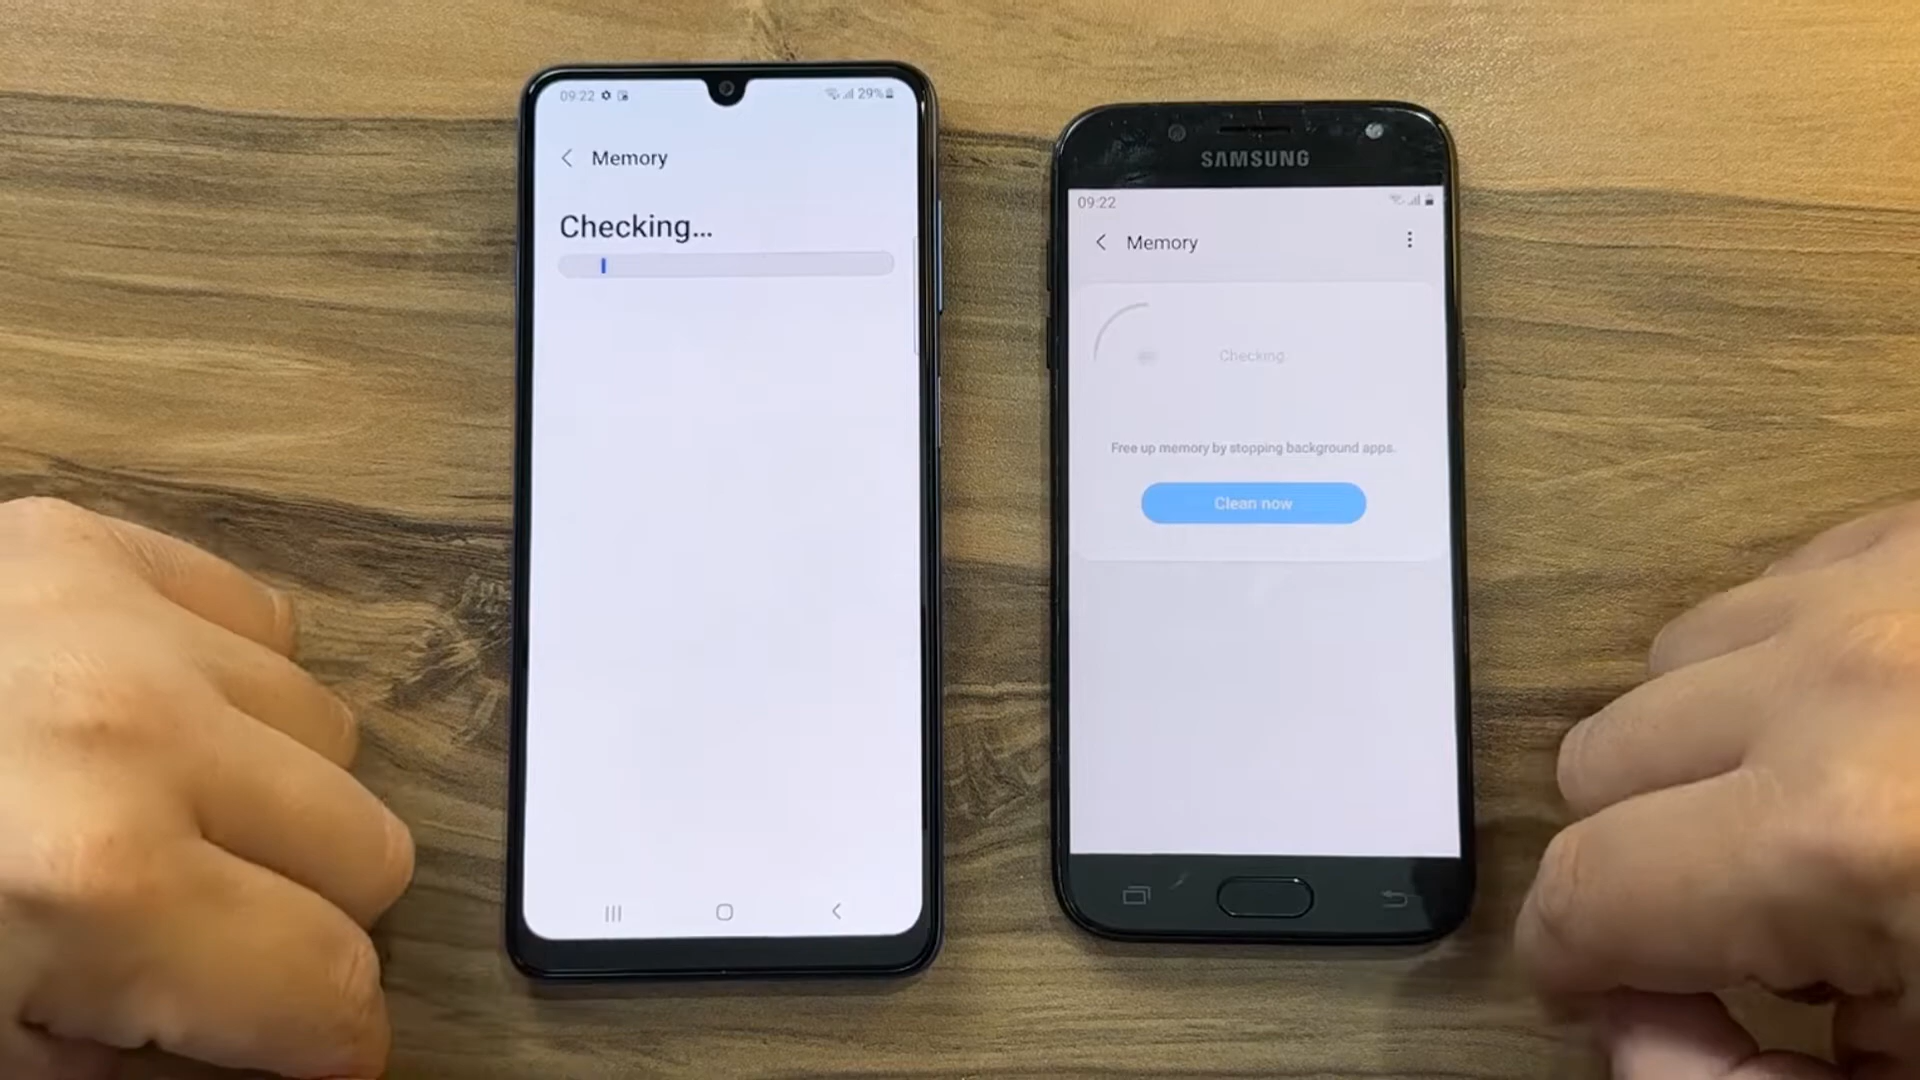 09:22
29%
Memory
Checking...
SAMSUNG
09:22
Memory
Checking
Free up memory by stopping background apps.
Clean now